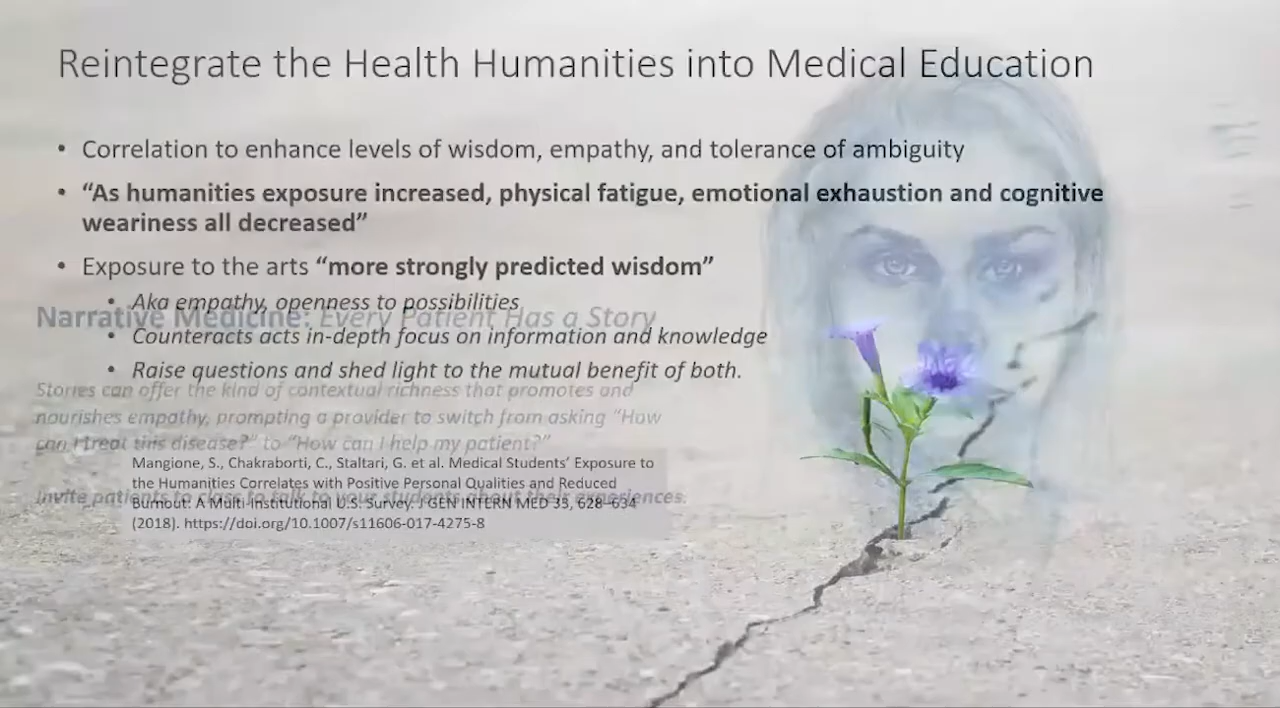 Reintegrate the Health Humanities into Medical Education
• Correlation to enhance levels of wisdom, empathy, and tolerance of ambiguity
• “As humanities exposure increased, physical fatigue, emotional exhaustion and cognitive
weariness all decreased”
• Exposure to the arts “more strongly predicted wisdom”
• Aka empathy, openness to possibilities
Narrative Medicine: Every Patient Has a Story
• Counteracts acts in-depth focus on information and knowledge
• Raise questions and shed light to the mutual benefit of both.
Stories can offer the kind of contextual richness that promotes and
nourishes empathy, prompting a provider to switch from asking “How
can I treat this disease?” to “How can I help my patient?”
Mangione, S., Chakraborti, C., Staltari, G. et al. Medical Students’ Exposure to
the Humanities Correlates with Positive Personal Qualities and Reduced
Invite patients to class to talk to your students about their experiences.
Burnout: A Multi-Institutional U.S. Survey. J GEN INTERN MED 33, 628–634
(2018). https://doi.org/10.1007/s11606-017-4275-8